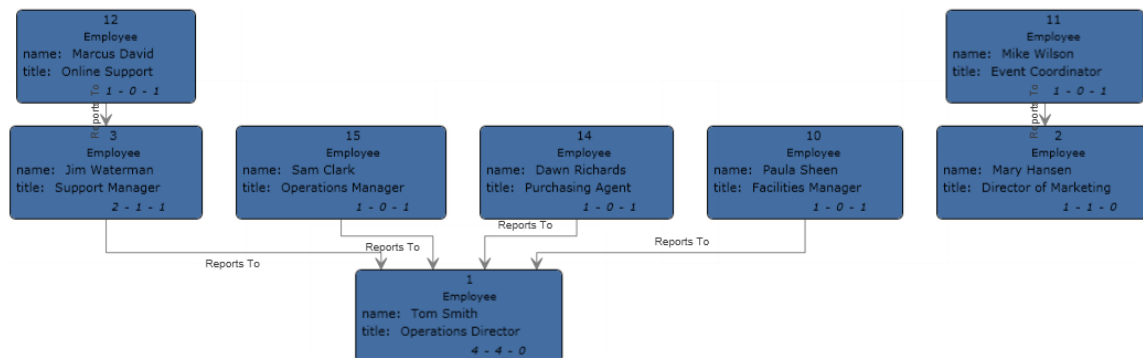 12
Employee
name: Marcus David
title: Online Support
1 - 0 - 1
11
Employee
name: Mike Wilson
title: Event Coordinator
1 - 0 - 1
Reports To
Reports To
3
Employee
name: Jim Waterman
title: Support Manager
2 - 1 - 1
15
Employee
name: Sam Clark
title: Operations Manager
1 - 0 - 1
14
Employee
name: Dawn Richards
title: Purchasing Agent
1 - 0 - 1
10
Employee
name: Paula Sheen
title: Facilities Manager
1 - 0 - 1
2
Employee
name: Mary Hansen
title: Director of Marketing
1 - 1 - 0
Reports To
Reports To
Reports To
Reports To
1
Employee
name: Tom Smith
title: Operations Director
4 - 4 - 0